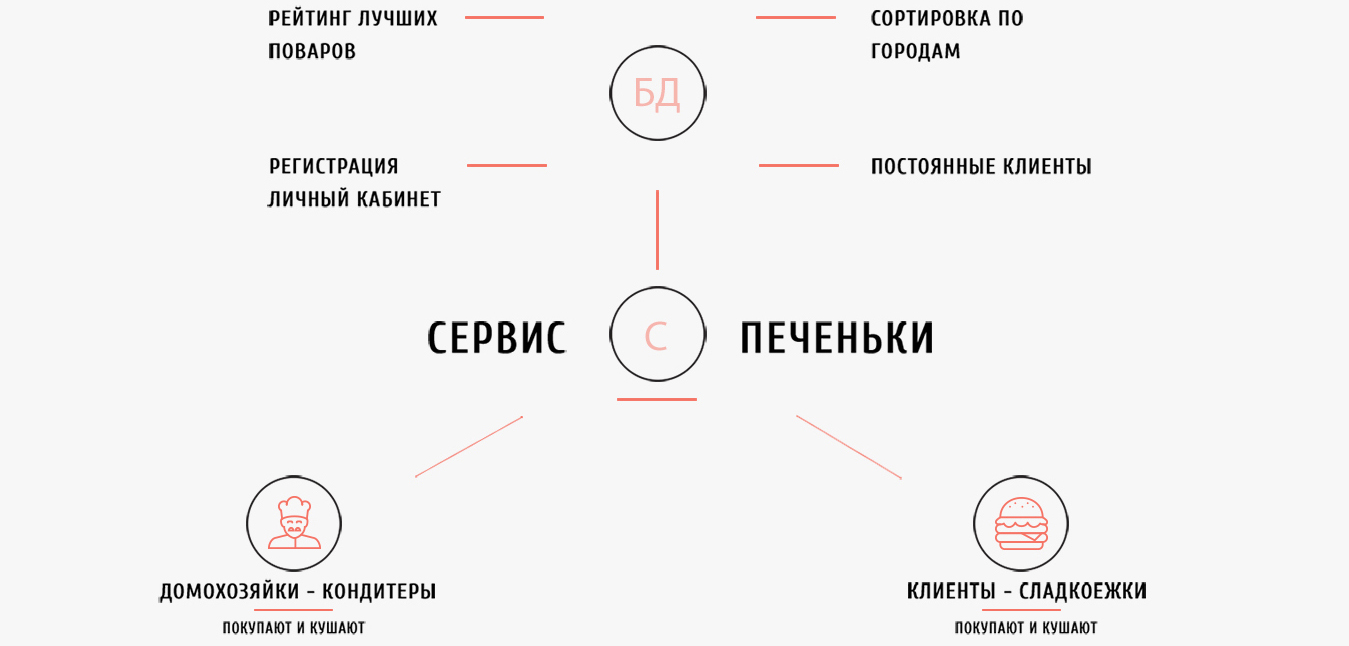 РЕЙТИНГ ЛУЧШИХ
ПОВАРОВ
СОРТИРОВКА ПО
ГОРОДАМ
БД
РЕГИСТРАЦИЯ
ЛИЧНЫЙ КАБИНЕТ
ПОСТОЯННЫЕ КЛИЕНТЫ
СЕРВИС С ПЕЧЕНЬКИ
ДОМОХОЗЯЙКИ - КОНДИТЕРЫ
ПОКУПАЮТ И КУШАЮТ
КЛИЕНТЫ - СЛАДКОЕЖКИ
ПОКУПАЮТ И КУШАЮТ